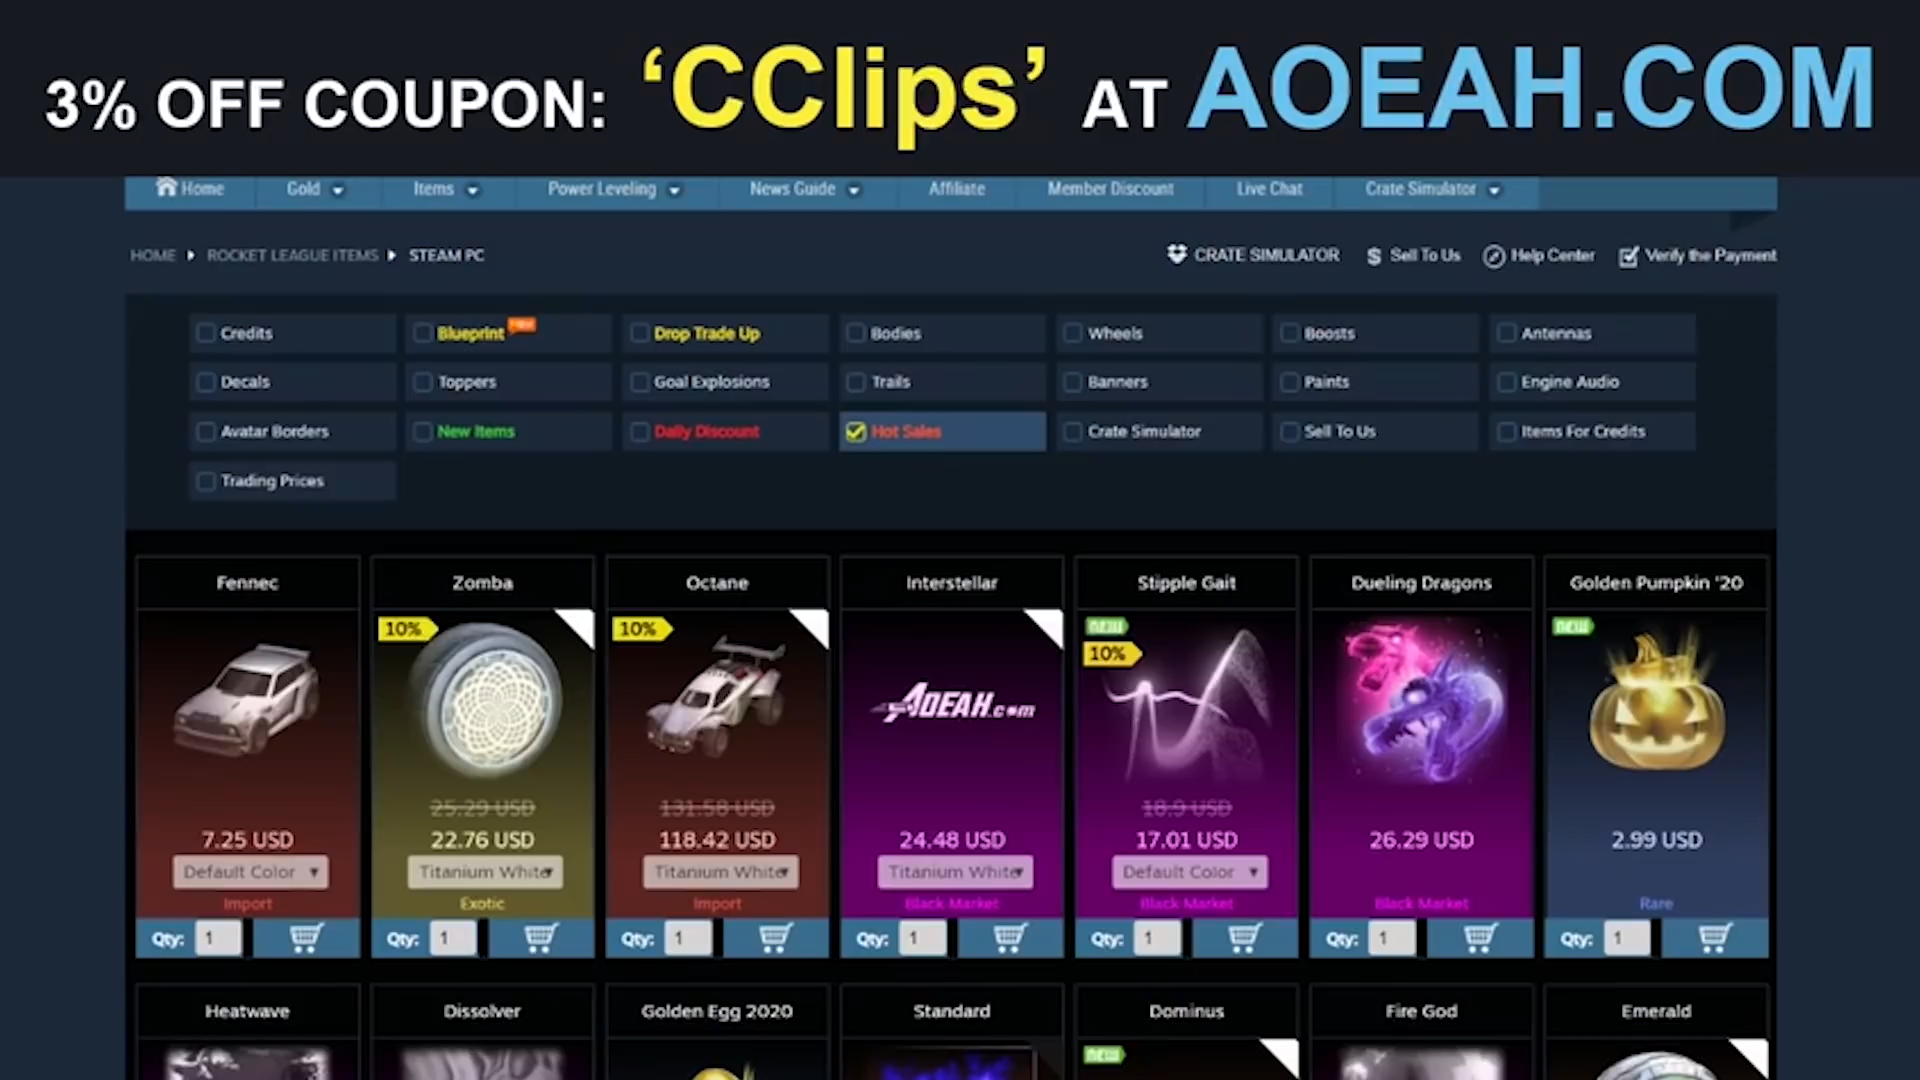 3% OFF COUPON: ‘CClips’ AT AOEAH.COM
Home Gold Items Power Leveling News Guide Affiliate Member Discount Live Chat Crate Simulator
HOME ROCKET LEAGUE ITEMS STEAM PC CRATE SIMULATOR $ Sell To Us Help Center Verify the Payment
Credits Blueprint Drop Trade Up Bodies Wheels Boosts Antennas
Decals Toppers Goal Explosions Trails Banners Paints Engine Audio
Avatar Borders New Items Daily Discount Hot Sales Crate Simulator Sell To Us Items For Credits
Trading Prices
Fennec Zomba Octane Interstellar Stipple Gait Dueling Dragons Golden Pumpkin '20
10% 10% new new
10%
AOEAH.com
25.29 USD 131.58 USD 18.9 USD
7.25 USD 22.76 USD 118.42 USD 24.48 USD 17.01 USD 26.29 USD 2.99 USD
Default Color Titanium White Titanium White Titanium White Default Color
Import Exotic Import Black Market Black Market Black Market Rare
Qty: 1 Qty: 1 Qty: 1 Qty: 1 Qty: 1 Qty: 1 Qty: 1
Heatwave Dissolver Golden Egg 2020 Standard Dominus Fire God Emerald
new